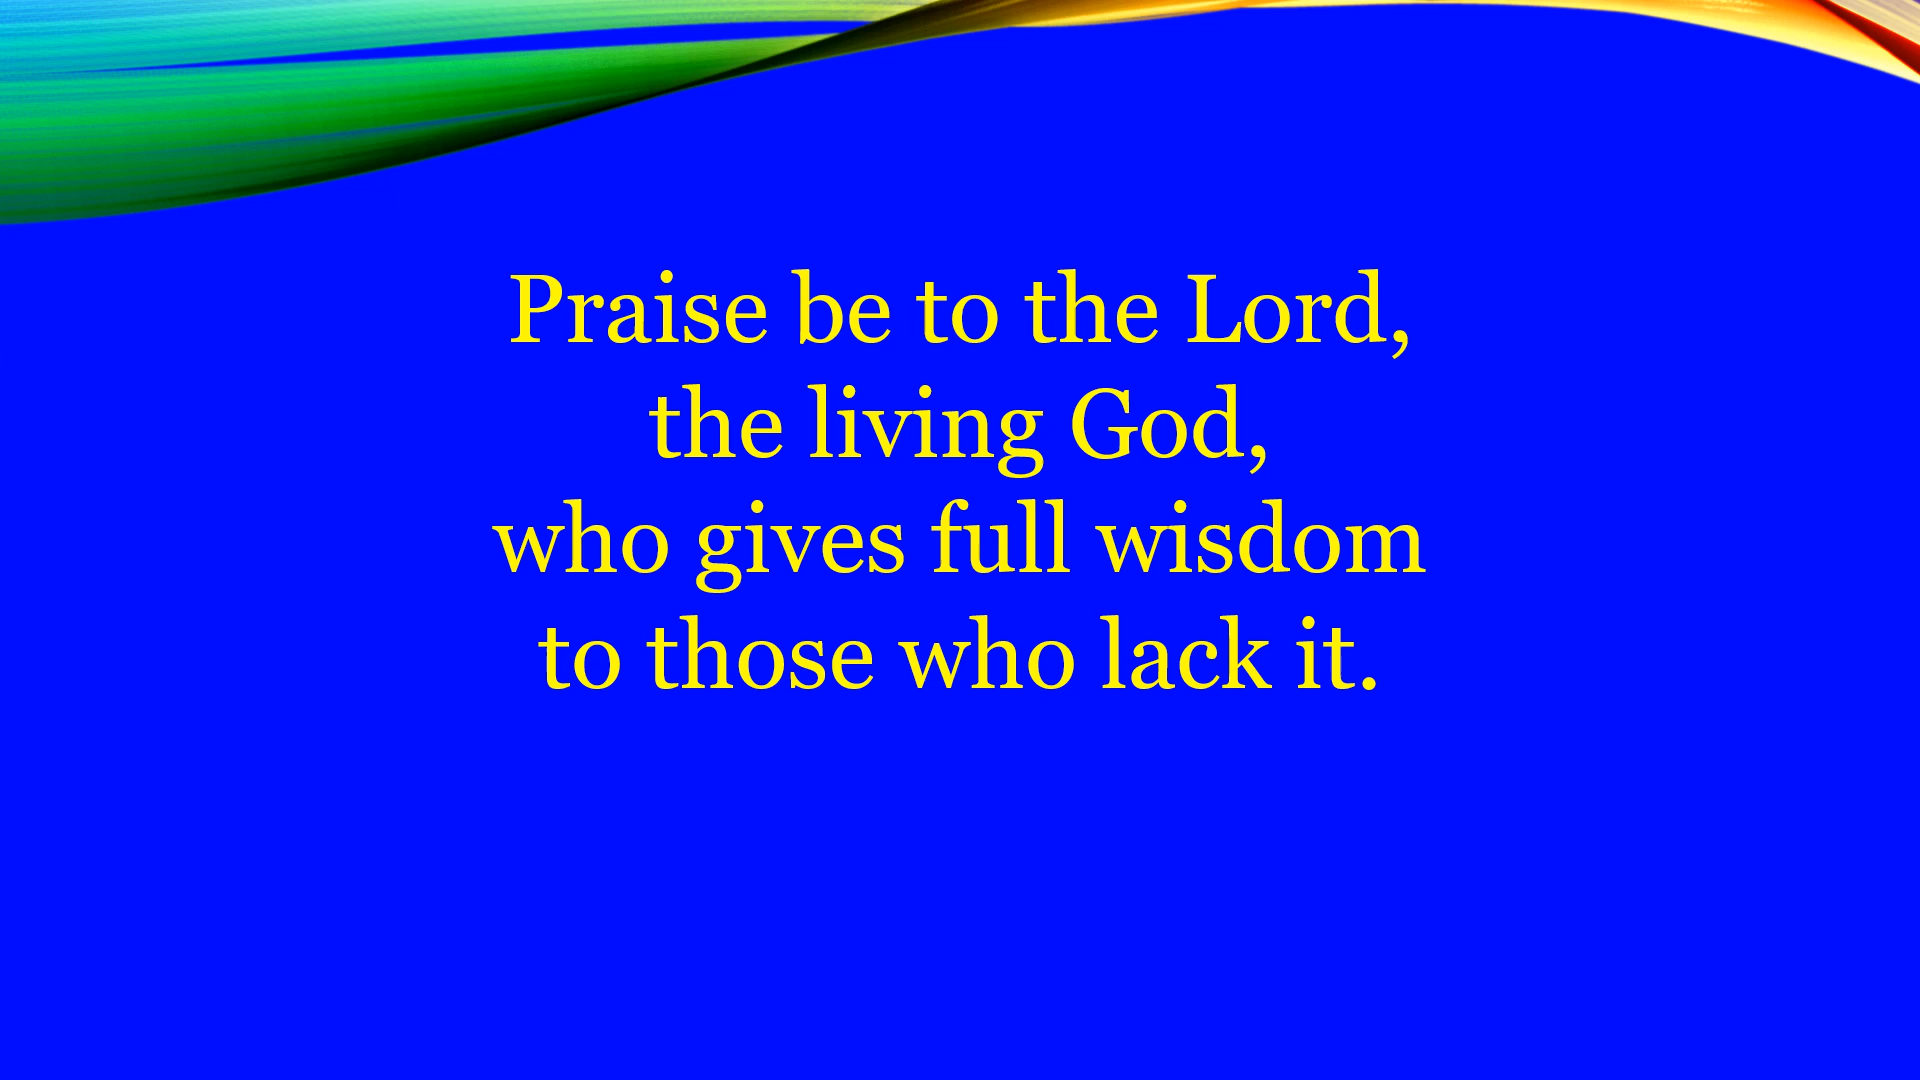 Praise be to the Lord,
the living God,
who gives full wisdom
to those who lack it.